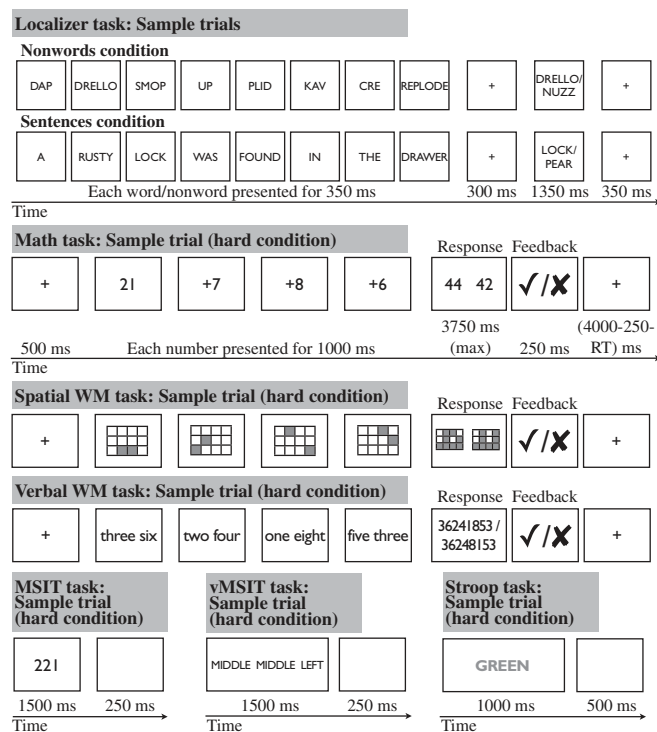 Localizer task: Sample trials
Nonwords condition
DAP DRELLO SMOP UP PLID KAV CRE REPLODE + DRELLO/ NUZZ +
Sentences condition
A RUSTY LOCK WAS FOUND IN THE DRAWER + LOCK/ PEAR +
Each word/nonword presented for 350 ms 300 ms 1350 ms 350 ms
Time
Math task: Sample trial (hard condition) Response Feedback
+ 21 +7 +8 +6 44 42 ✓/✗ +
3750 ms (4000-250-
500 ms Each number presented for 1000 ms (max) 250 ms RT) ms
Time
Spatial WM task: Sample trial (hard condition) Response Feedback
+ ✓/✗ +
Verbal WM task: Sample trial (hard condition) Response Feedback
+ three six two four one eight five three 36241853 / 36248153 ✓/✗ +
MSIT task:
Sample trial
(hard condition)
221
1500 ms 250 ms
Time
vMSIT task:
Sample trial
(hard condition)
MIDDLE MIDDLE LEFT
1500 ms 250 ms
Time
Stroop task:
Sample trial
(hard condition)
GREEN
1000 ms 500 ms
Time